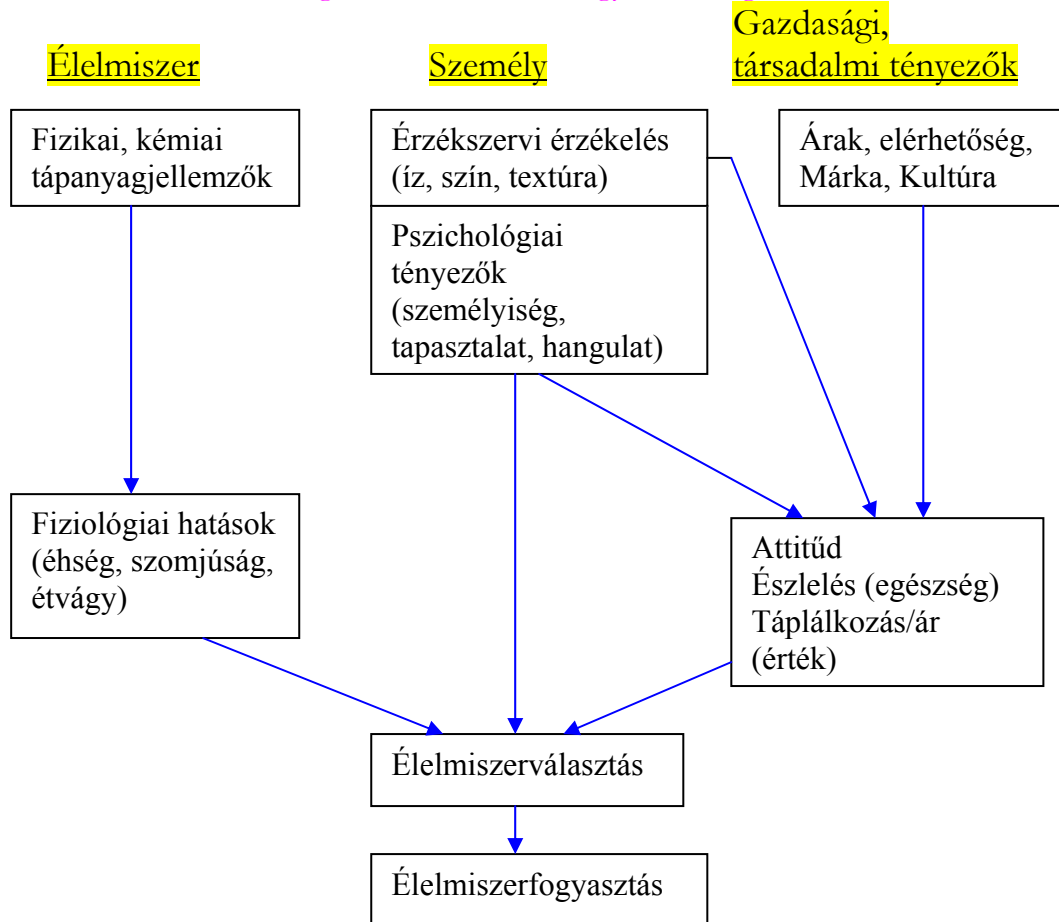 Élelmiszer
Személy
Gazdasági,
társadalmi tényezők
Fizikai, kémiai
tápanyagjellemzők
Érzékszervi érzékelés
(íz, szín, textúra)
Árak, elérhetőség,
Márka, Kultúra
Pszichológiai
tényezők
(személyiség,
tapasztalat, hangulat)
Fiziológiai hatások
(éhség, szomjúság,
étvágy)
Attitűd
Észlelés (egészség)
Táplálkozás/ár
(érték)
Élelmiszerválasztás
Élelmiszerfogyasztás